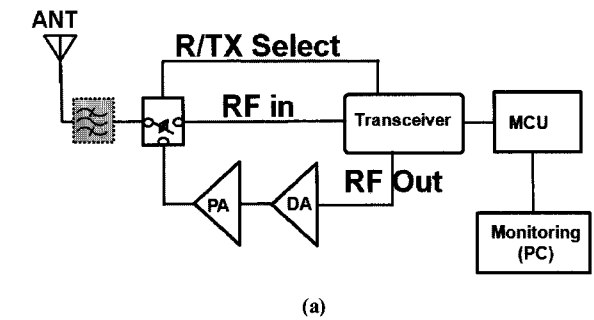 ANT
R/TX Select
RF in
Transceiver
MCU
RF Out
PA
DA
Monitoring
(PC)
(a)